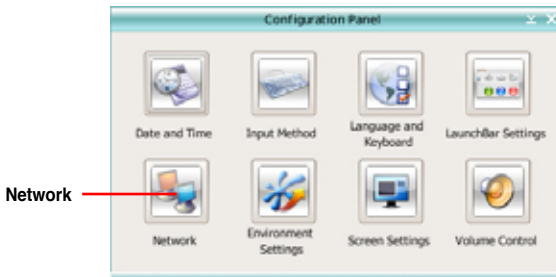 Configuration Panel
Date and Time
Input Method
Language and
Keyboard
LaunchBar Settings
Network
Network
Environment
Settings
Screen Settings
Volume Control